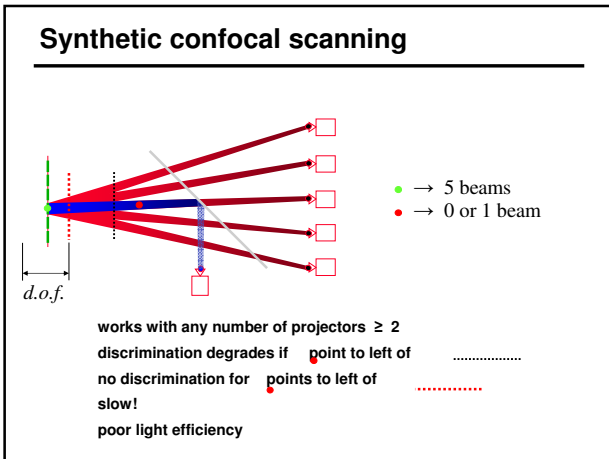 Synthetic confocal scanning
→ 5 beams
→ 0 or 1 beam
d.o.f.
works with any number of projectors ≥ 2
discrimination degrades if point to left of
no discrimination for points to left of
slow!
poor light efficiency